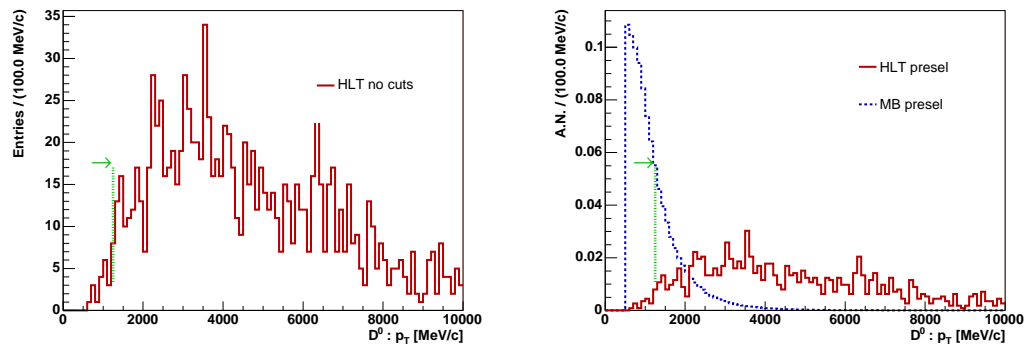 Entries / (100.0 MeV/c)
35
30
25
20
15
10
5
0
HLT no cuts
0 2000 4000 6000 8000 10000
D⁰ : p_T [MeV/c]
A.N. / (100.0 MeV/c)
0.1
0.08
0.06
0.04
0.02
0
HLT presel
MB presel
0 2000 4000 6000 8000 10000
D⁰ : p_T [MeV/c]